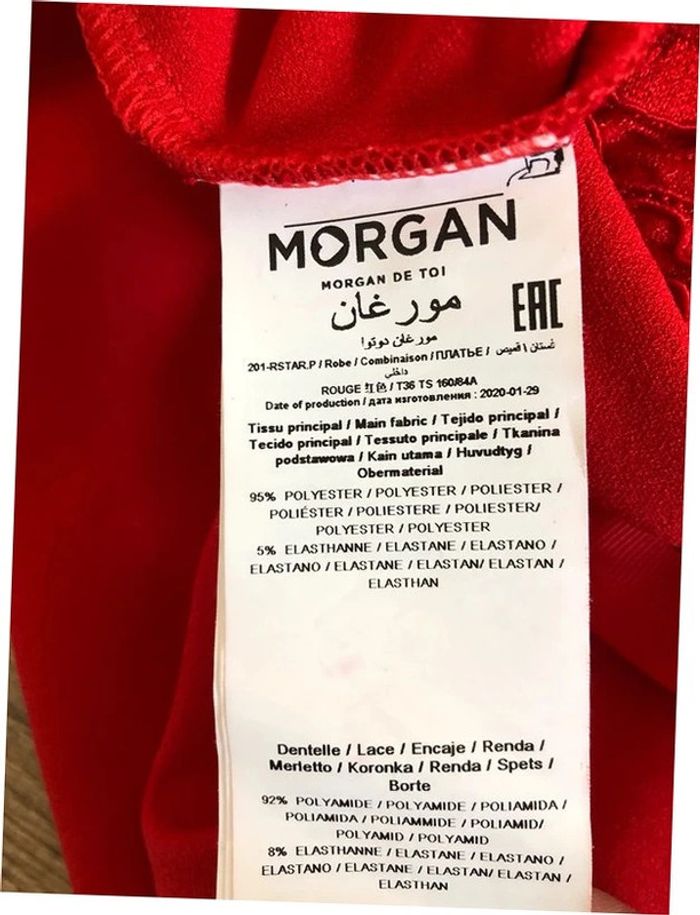 MORGAN
MORGAN DE TOI
مورغان
مورغان دوتوا
EAC
201-RSTAR.P / Robe / Combinaison / ПЛАТЬЕ / فستان \ قميص
داخلي
ROUGE 红色 / T36 TS 160/84A
Date of production / дата изготовления : 2020-01-29
Tissu principal / Main fabric / Tejido principal /
Tecido principal / Tessuto principale / Tkanina
podstawowa / Kain utama / Huvudtyg /
Obermaterial
95% POLYESTER / POLYESTER / POLIESTER /
POLIÉSTER / POLIESTERE / POLIESTER/
POLYESTER / POLYESTER
5% ELASTHANNE / ELASTANE / ELASTANO /
ELASTANO / ELASTANE / ELASTAN/ ELASTAN /
ELASTHAN
Dentelle / Lace / Encaje / Renda /
Merletto / Koronka / Renda / Spets /
Borte
92% POLYAMIDE / POLYAMIDE / POLIAMIDA /
POLIAMIDA / POLIAMMIDE / POLIAMID/
POLYAMID / POLYAMID
8% ELASTHANNE / ELASTANE / ELASTANO /
ELASTANO / ELASTANE / ELASTAN/ ELASTAN /
ELASTHAN